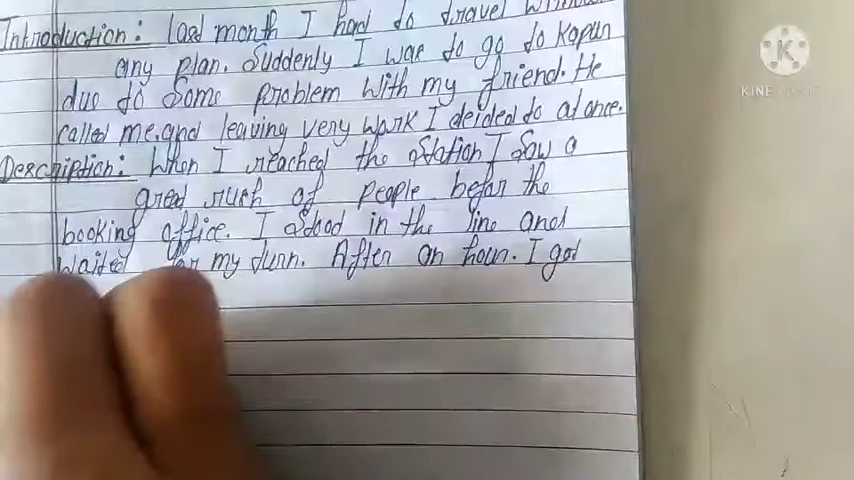 Introduction: last month I had to travel without
any plan. Suddenly I was to go to Kapan
due to Some problem with my friend. He
called me.and leaving very work I deided to at once.
Description: When I reached the Station I Saw a
great rush of people befor the
booking office. I Stood in the line and
waited for my turn. After an hour. I got
K
KINE